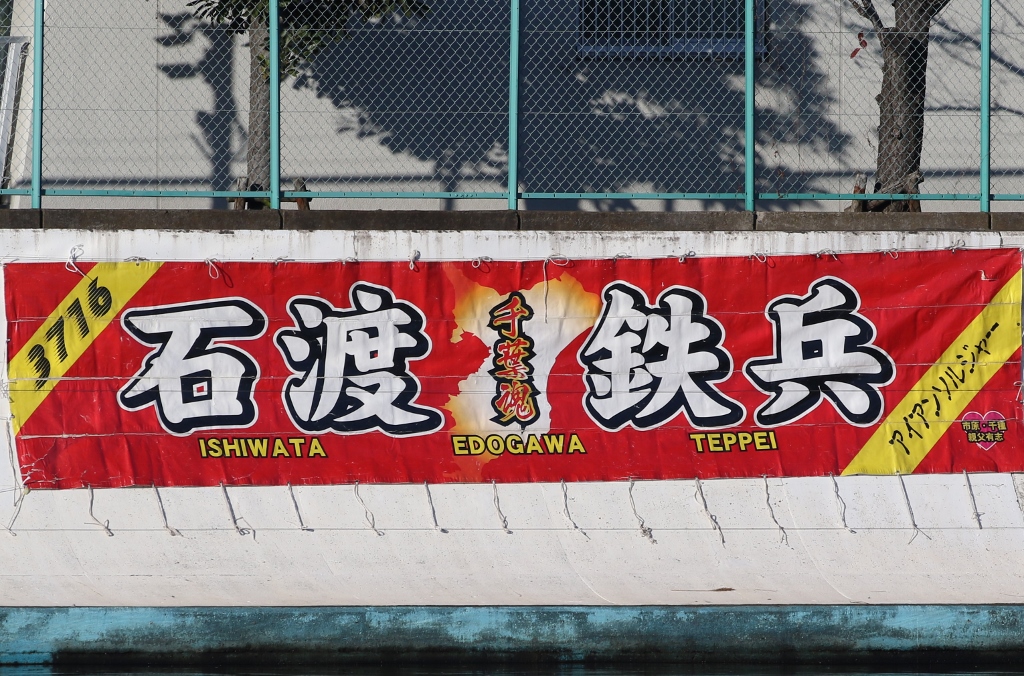 3716
石渡 鉄兵
千葉魂
ISHIWATA EDOGAWA TEPPEI
アイアンソルジャー
市原・千種
親父有志